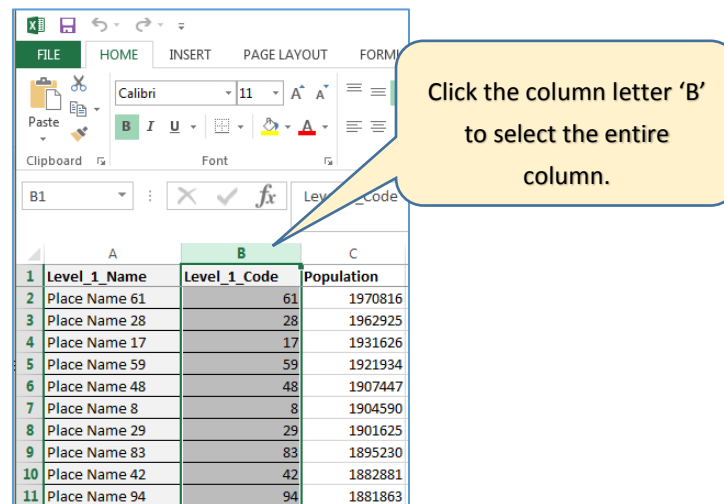 FILE HOME INSERT PAGE LAYOUT
Calibri 11 A A
Paste B I U A
Clipboard Font
B1 fx
A B C
1 Level_1_Name Level_1_Code Population
2 Place Name 61 61 1970816
3 Place Name 28 28 1962925
4 Place Name 17 17 1931626
5 Place Name 59 59 1921934
6 Place Name 48 48 1907447
7 Place Name 8 8 1904590
8 Place Name 29 29 1901625
9 Place Name 83 83 1895230
10 Place Name 42 42 1882881
11 Place Name 94 94 1881863
Click the column letter ‘B’
to select the entire
column.